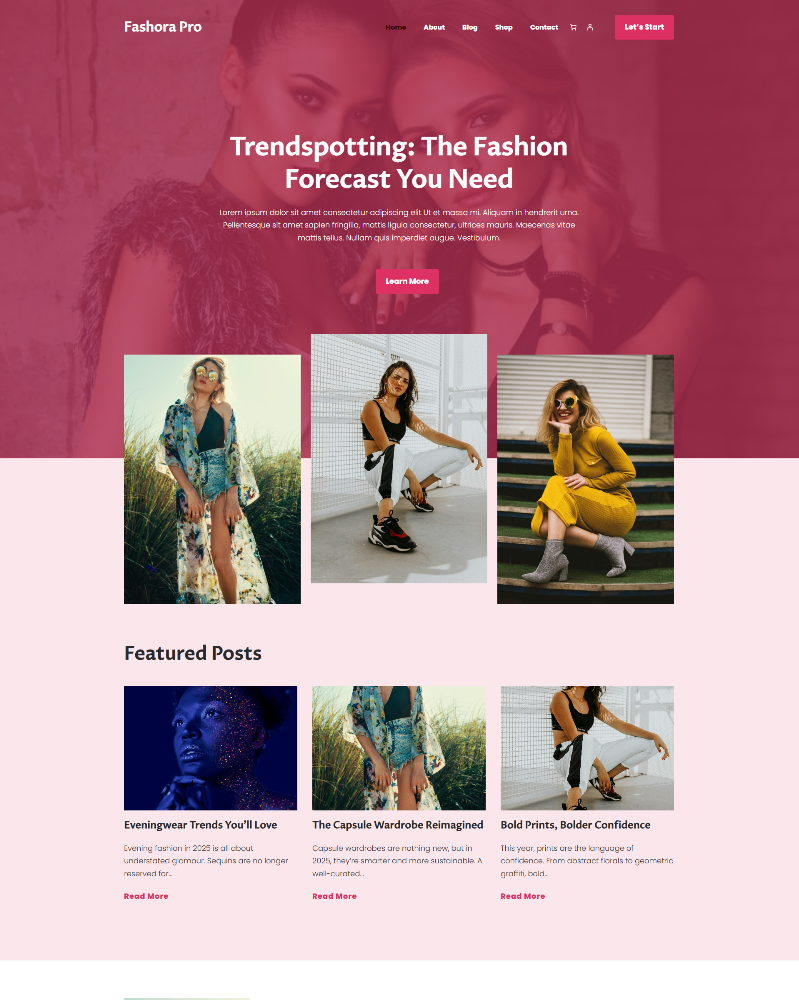 Fashora Pro
Home About Blog Shop Contact Let's Start
Trendspotting: The Fashion
Forecast You Need
Lorem ipsum dolor sit amet consectetur adipiscing elit Ut et massa mi. Aliquam in hendrerit urna.
Pellentesque sit amet sapien fringilla, mattis ligula consectetur, ultrices mauris. Maecenas vitae
mattis tellus. Nullam quis imperdiet augue. Vestibulum.
Learn More
Featured Posts
Eveningwear Trends You'll Love
Evening fashion in 2025 is all about
understated glamour. Sequins are no longer
reserved for...
Read More
The Capsule Wardrobe Reimagined
Capsule wardrobes are nothing new, but in
2025, they're smarter and more sustainable. A
well-curated...
Read More
Bold Prints, Bolder Confidence
This year, prints are the language of
confidence. From abstract florals to geometric
graffiti, bold...
Read More